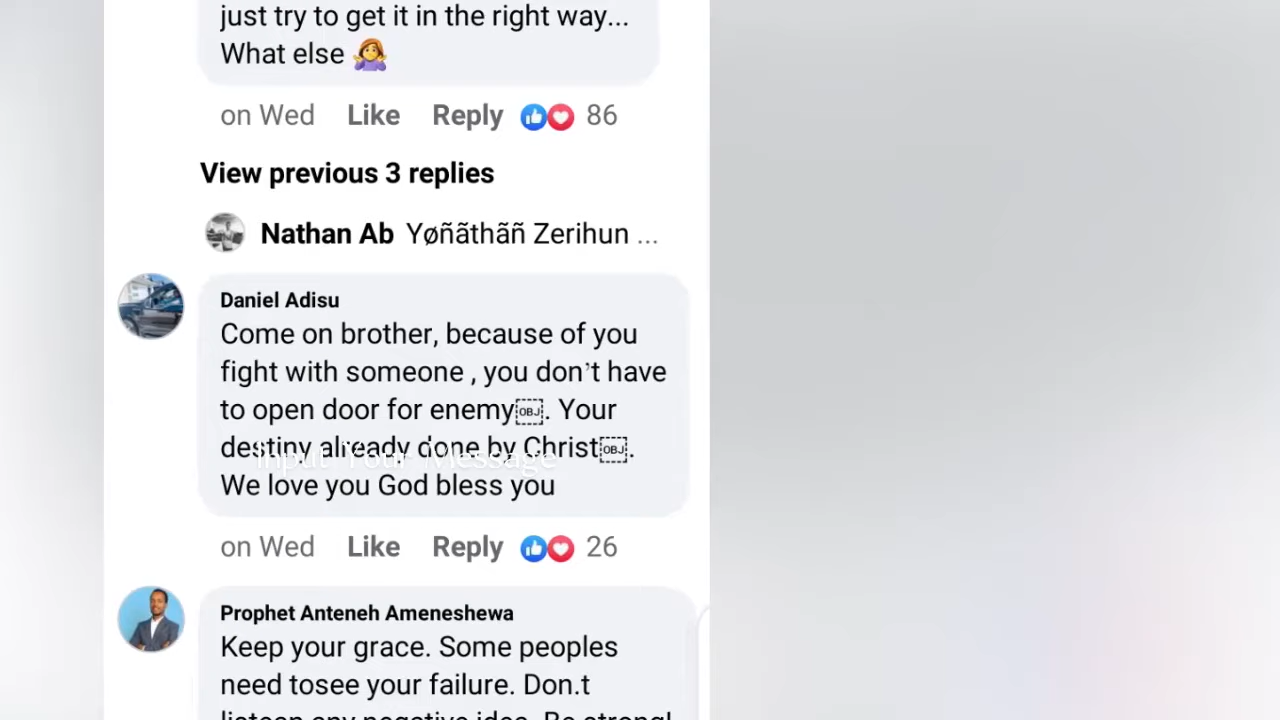 just try to get it in the right way...
What else 🤷‍♀️
on Wed Like Reply 86
View previous 3 replies
Nathan Ab Yøñãthãñ Zerihun ...
Daniel Adisu
Come on brother, because of you
fight with someone , you don’t have
to open door for enemy￼. Your
destiny already done by Christ￼.
Input Your Message
We love you God bless you
on Wed Like Reply 26
Prophet Anteneh Ameneshewa
Keep your grace. Some peoples
need tosee your failure. Don.t
listean any negative idea. Be strong!